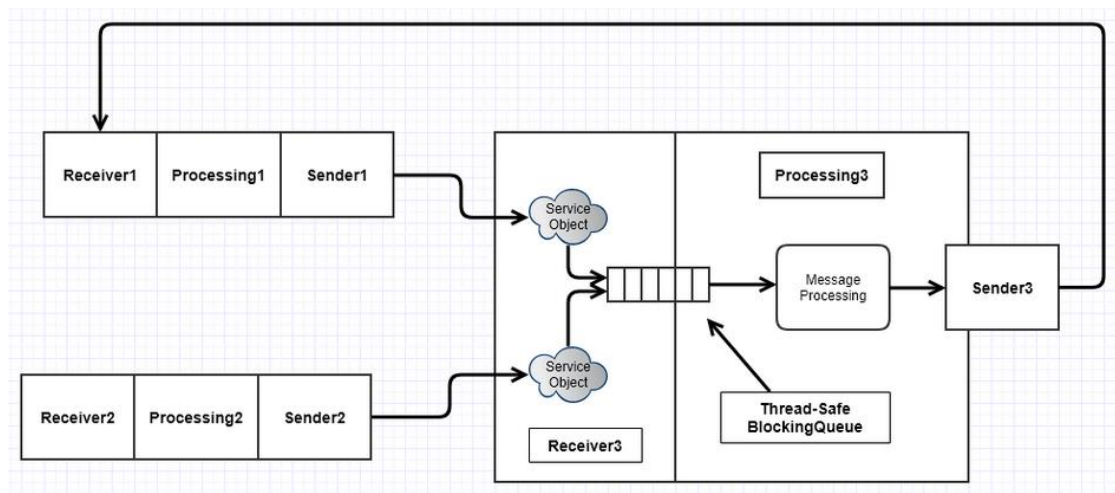 Receiver1
Processing1
Sender1
Service
Object
Processing3
Message
Processing
Sender3
Service
Object
Receiver2
Processing2
Sender2
Receiver3
Thread-Safe
BlockingQueue